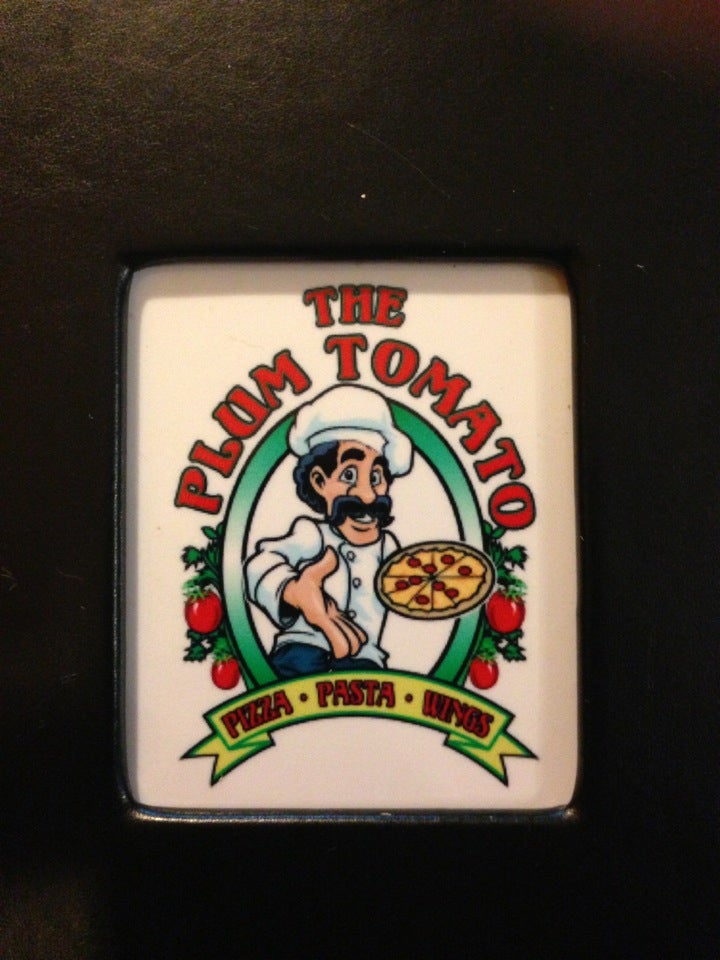 THE
PLUM TOMATO
PIZZA • PASTA • WINGS